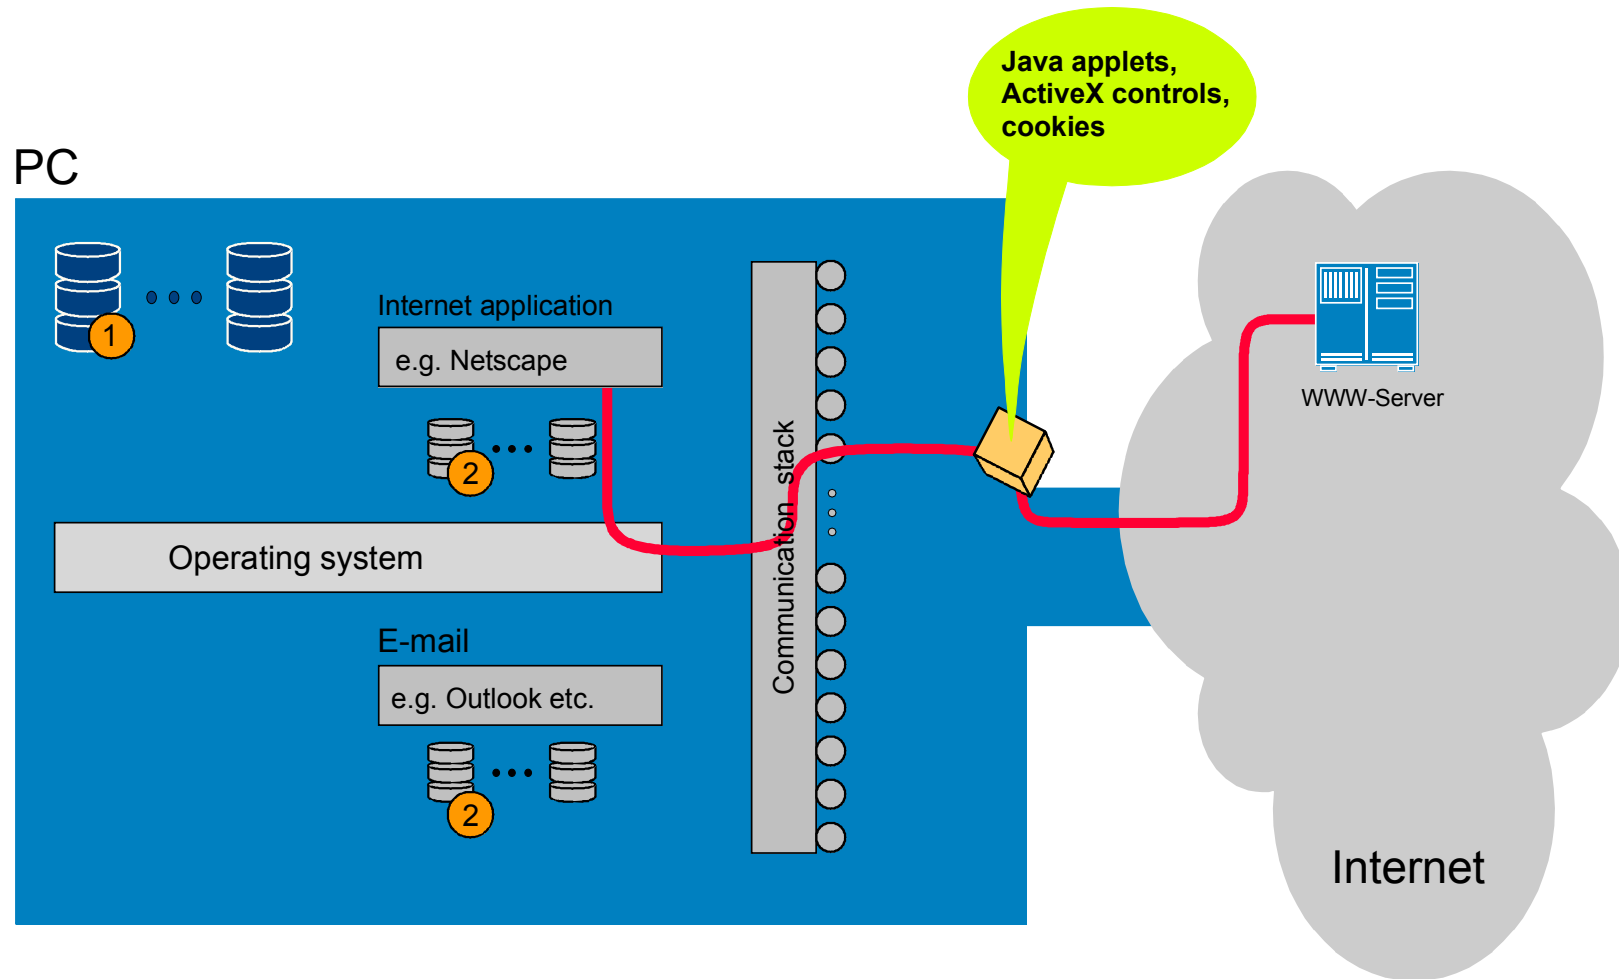 Java applets,
ActiveX controls,
cookies
PC
1
Internet application
e.g. Netscape
2
Operating system
E-mail
e.g. Outlook etc.
2
Communication stack
WWW-Server
Internet